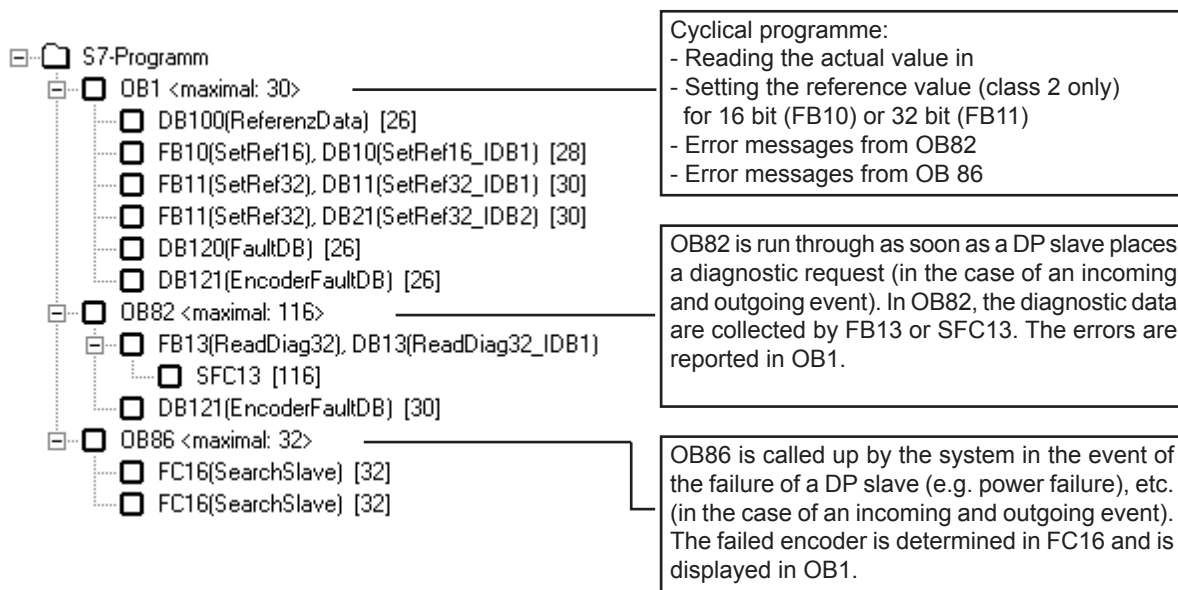 S7-Programm
OB1 <maximal: 30>
DB100(ReferenzData) [26]
FB10(SetRef16), DB10(SetRef16_IDB1) [28]
FB11(SetRef32), DB11(SetRef32_IDB1) [30]
FB11(SetRef32), DB21(SetRef32_IDB2) [30]
DB120(FaultDB) [26]
DB121(EncoderFaultDB) [26]
OB82 <maximal: 116>
FB13(ReadDiag32), DB13(ReadDiag32_IDB1)
SFC13 [116]
DB121(EncoderFaultDB) [30]
OB86 <maximal: 32>
FC16(SearchSlave) [32]
FC16(SearchSlave) [32]
Cyclical programme:
- Reading the actual value in
- Setting the reference value (class 2 only)
for 16 bit (FB10) or 32 bit (FB11)
- Error messages from OB82
- Error messages from OB 86
OB82 is run through as soon as a DP slave places
a diagnostic request (in the case of an incoming
and outgoing event). In OB82, the diagnostic data
are collected by FB13 or SFC13. The errors are
reported in OB1.
OB86 is called up by the system in the event of
the failure of a DP slave (e.g. power failure), etc.
(in the case of an incoming and outgoing event).
The failed encoder is determined in FC16 and is
displayed in OB1.